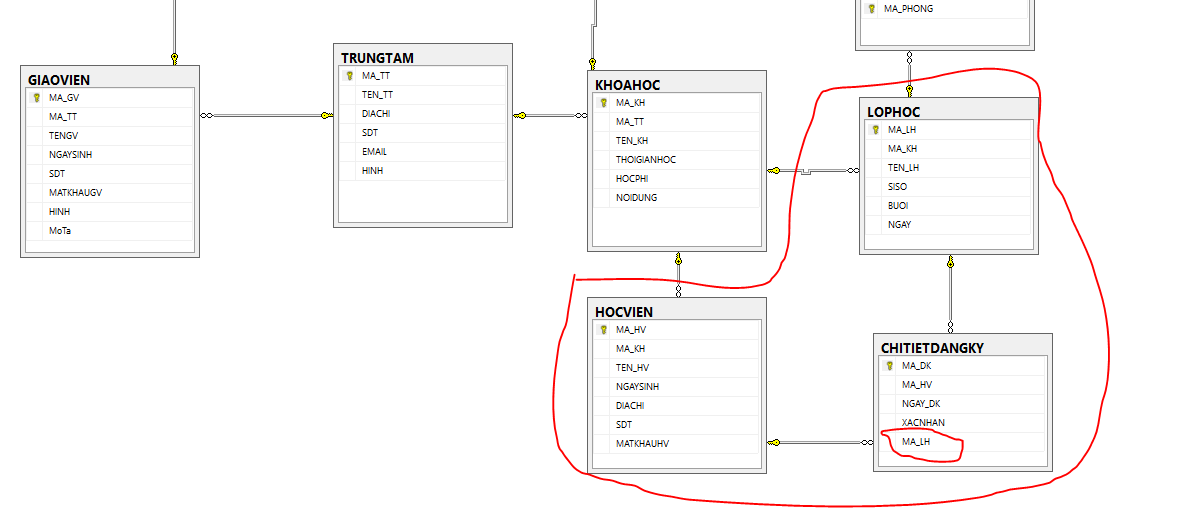 MA_PHONG
GIAOVIEN
MA_GV
MA_TT
TENGV
NGAYSINH
SDT
MATKHAUGV
HINH
MoTa
TRUNGTAM
MA_TT
TEN_TT
DIACHI
SDT
EMAIL
HINH
KHOAHOC
MA_KH
MA_TT
TEN_KH
THOIGIANHOC
HOCPHI
NOIDUNG
LOPHOC
MA_LH
MA_KH
TEN_LH
SISO
BUOI
NGAY
HOCVIEN
MA_HV
MA_KH
TEN_HV
NGAYSINH
DIACHI
SDT
MATKHAUHV
CHITIETDANGKY
MA_DK
MA_HV
NGAY_DK
XACNHAN
MA_LH